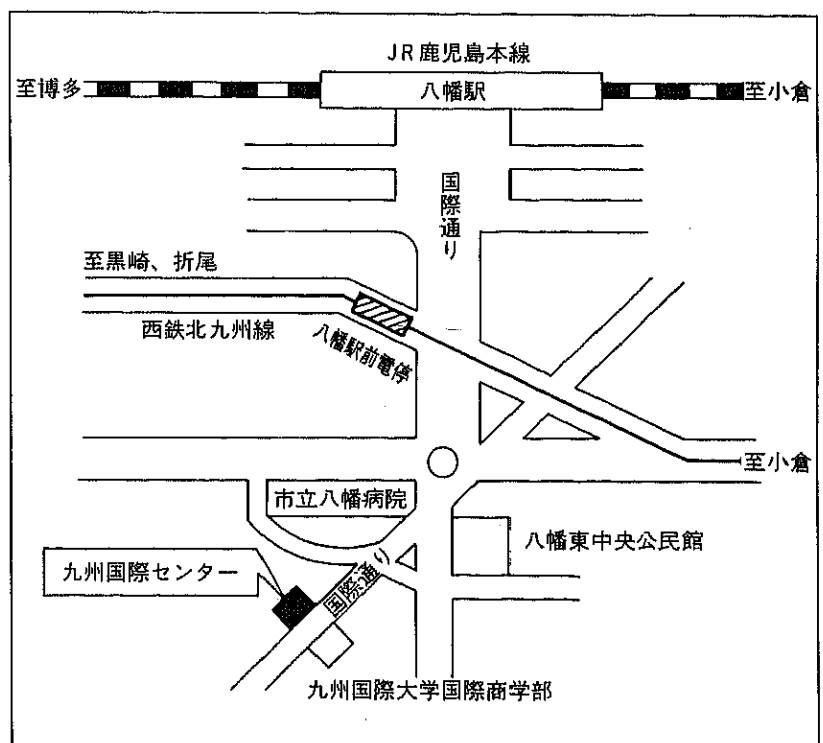 JR鹿児島本線
至博多
八幡駅
至小倉
国際通り
至黒崎、折尾
西鉄北九州線
八幡駅前電停
至小倉
市立八幡病院
八幡東中央公民館
九州国際センター
国際通り
九州国際大学国際商学部